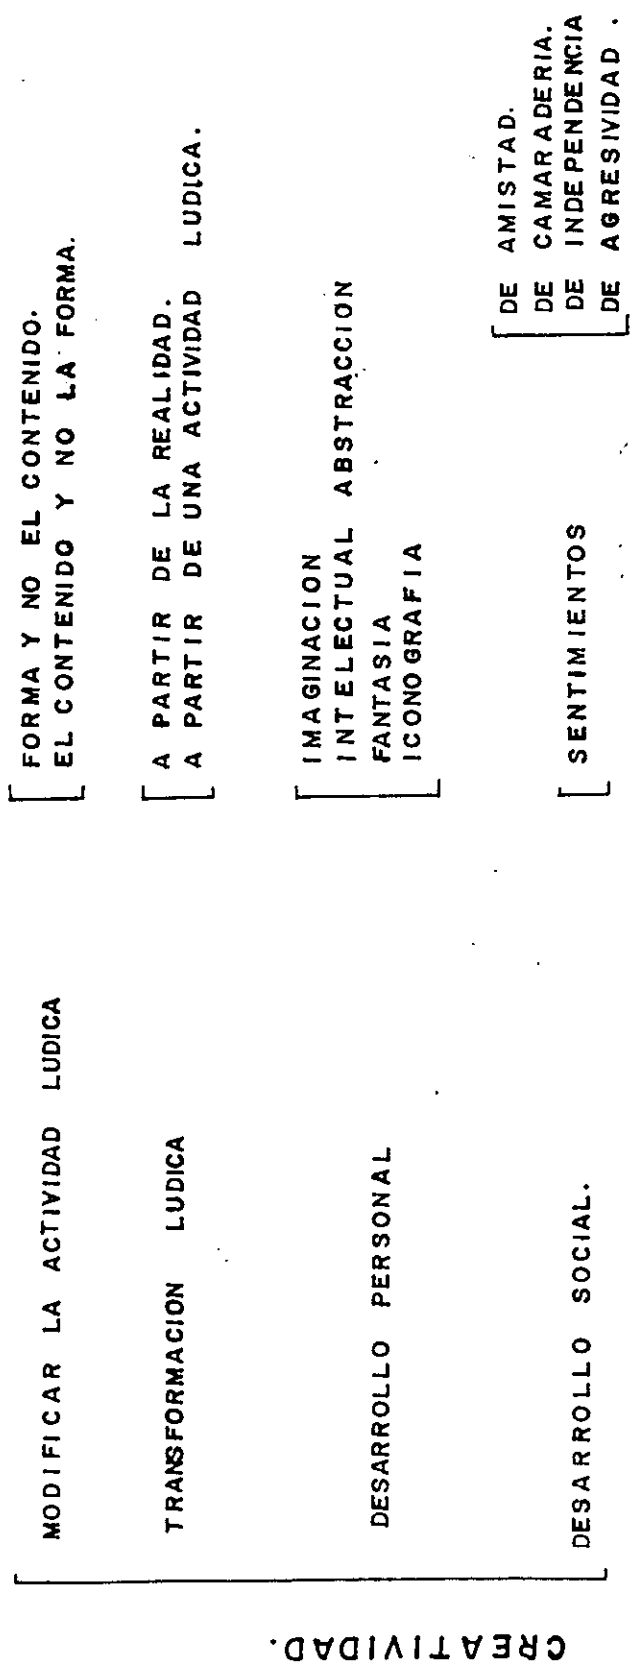 CREATIVIDAD.
MODIFICAR LA ACTIVIDAD LUDICA
FORMA Y NO EL CONTENIDO.
EL CONTENIDO Y NO LA FORMA.
TRANSFORMACION LUDICA
A PARTIR DE LA REALIDAD.
A PARTIR DE UNA ACTIVIDAD LUDICA.
DESARROLLO PERSONAL
IMAGINACION
INTELECTUAL ABSTRACCION
FANTASIA
ICONOGRAFIA
DESARROLLO SOCIAL.
SENTIMIENTOS
DE AMISTAD.
DE CAMARADERIA.
DE INDEPENDENCIA
DE AGRESIVIDAD.